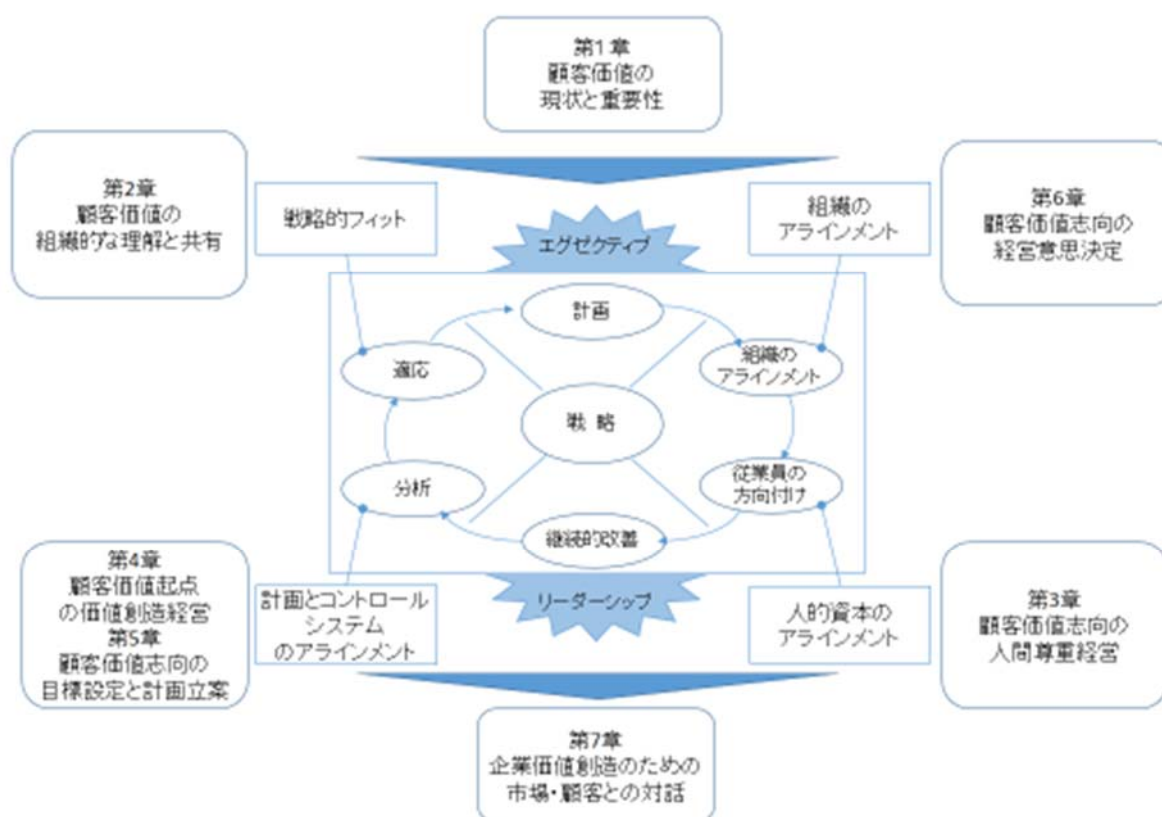 第1章
顧客価値の
現状と重要性
第2章
顧客価値の
組織的な理解と共有
戦略的フィット
エグゼクティブ
組織の
アラインメント
第6章
顧客価値志向の
経営意思決定
計画
適応
組織の
アラインメント
戦 略
分析
従業員の
方向付け
継続的改善
第4章
顧客価値起点
の価値創造経営
第5章
顧客価値志向の
目標設定と計画立案
計画とコントロール
システム
のアラインメント
リーダーシップ
人的資本の
アラインメント
第3章
顧客価値志向の
人間尊重経営
第7章
企業価値創造のための
市場・顧客との対話